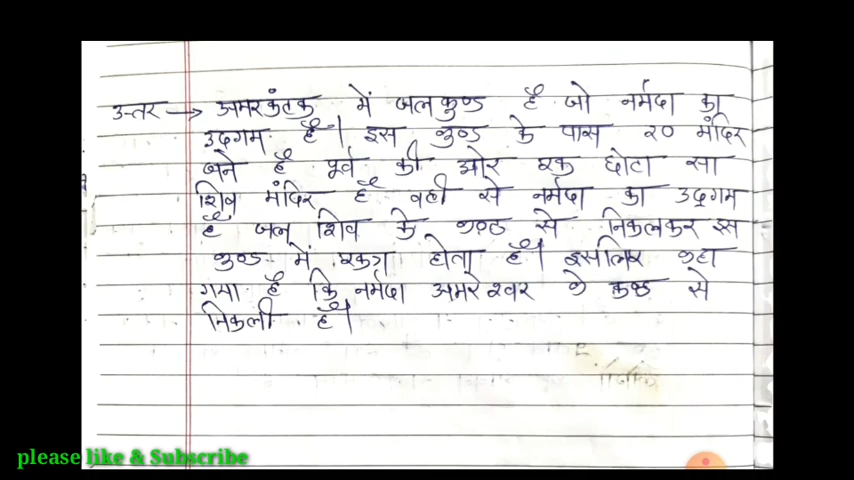 उत्तर → अमरकंटक में जलकुण्ड है जो नर्मदा का
उद्गम है। इस कुण्ड के पास २० मंदिर
बने है पूर्व की ओर एक छोटा सा
शिव मंदिर है वही से नर्मदा का उद्गम
है जल शिव के कण्ठ से निकलकर इस
कुण्ड में एकत्र होता है। इसलिए कहा
गया है कि नर्मदा अमरेश्वर के कण्ठ से
निकली है।
please like & Subscribe